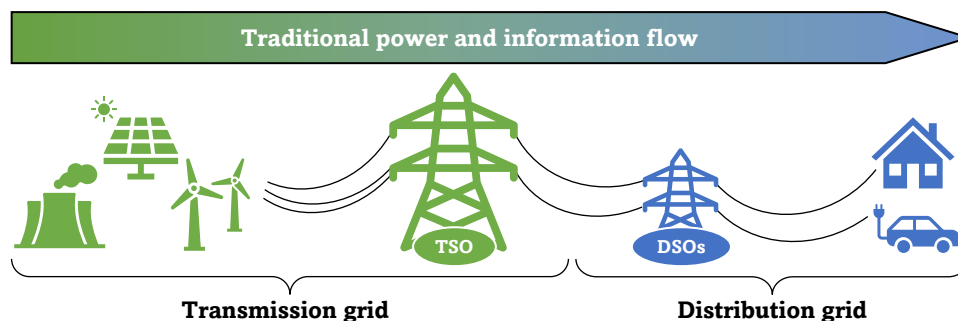 Traditional power and information flow
TSO
DSOs
Transmission grid
Distribution grid